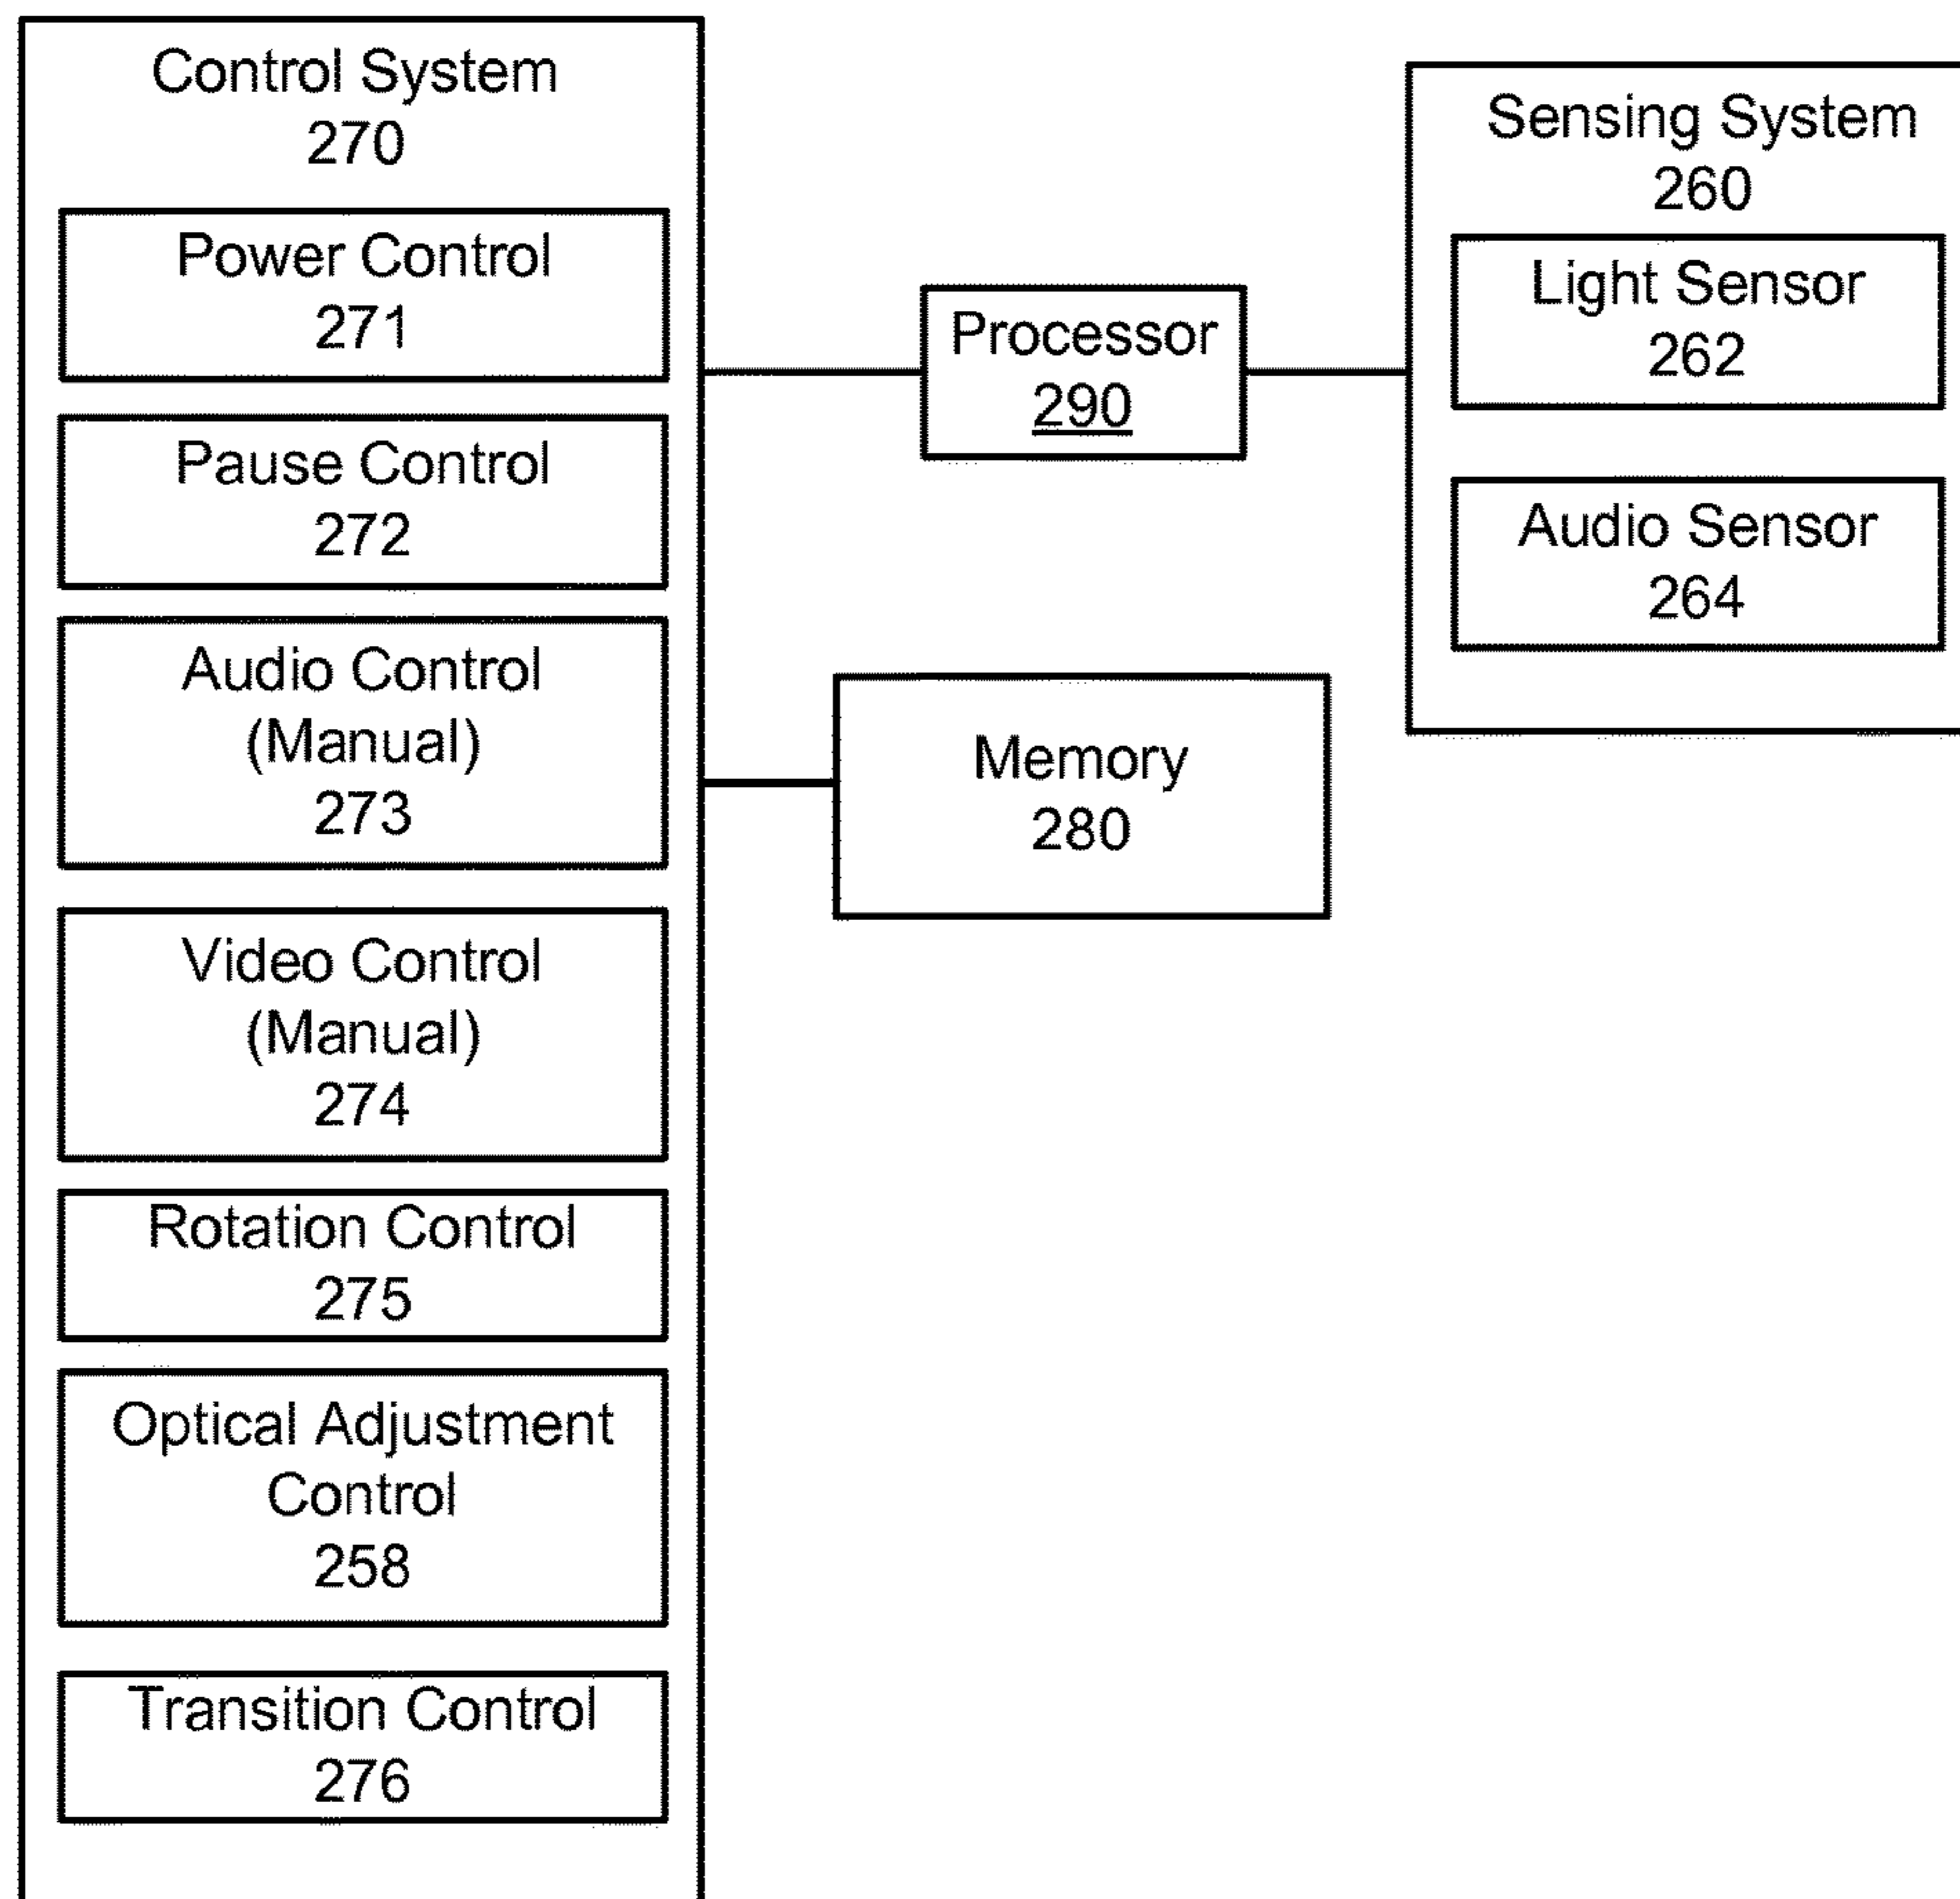 Control System
270
Power Control
271
Pause Control
272
Audio Control
(Manual)
273
Video Control
(Manual)
274
Rotation Control
275
Optical Adjustment
Control
258
Transition Control
276
Processor
290
Memory
280
Sensing System
260
Light Sensor
262
Audio Sensor
264